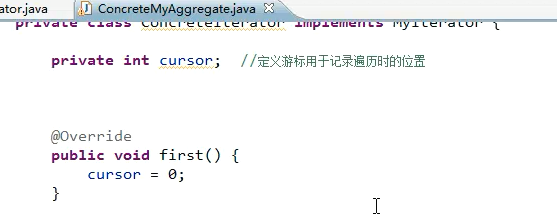 ator.java
ConcreteMyAggregate.java
private class ConcreteIterator implements MyIterator {
private int cursor; //定义游标用于记录遍历时的位置
@Override
public void first() {
cursor = 0;
}